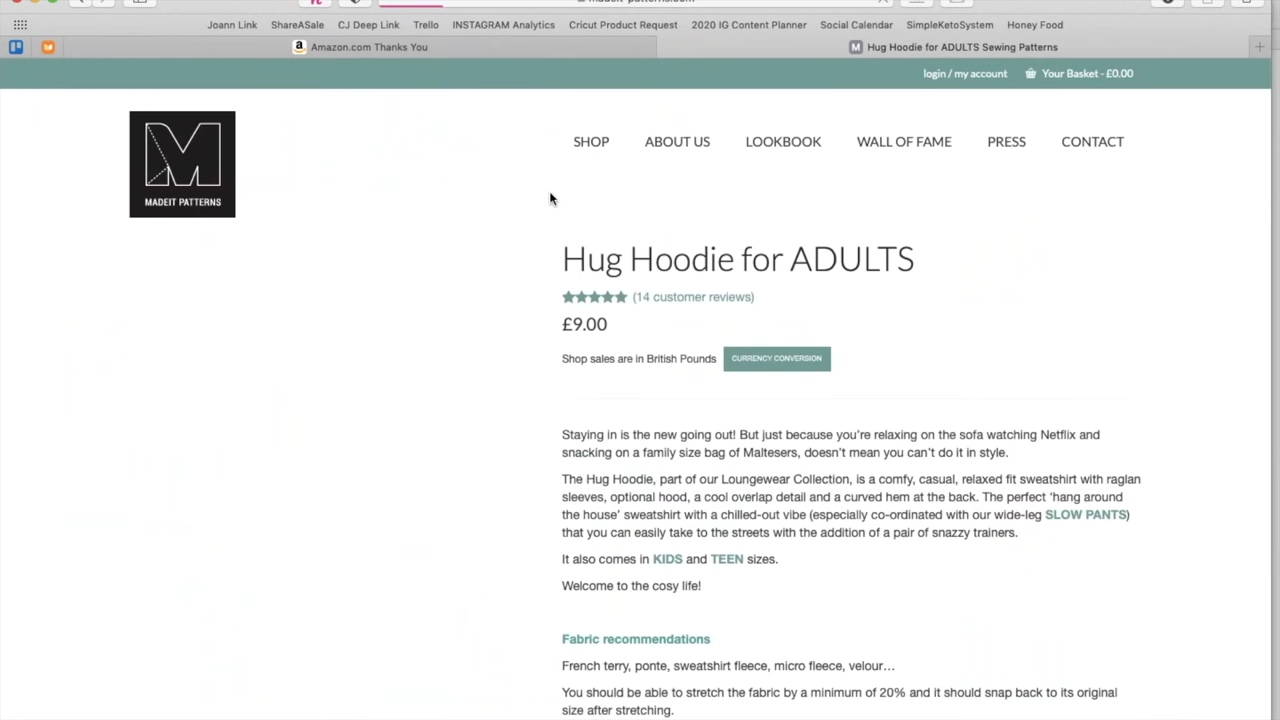 Joann Link ShareASale CJ Deep Link Trello INSTAGRAM Analytics Cricut Product Request 2020 IG Content Planner Social Calendar SimpleKetoSystem Honey Food
Amazon.com Thanks You
M Hug Hoodie for ADULTS Sewing Patterns
login / my account Your Basket - £0.00
M
MADEIT PATTERNS
SHOP ABOUT US LOOKBOOK WALL OF FAME PRESS CONTACT
Hug Hoodie for ADULTS
(14 customer reviews)
£9.00
Shop sales are in British Pounds CURRENCY CONVERSION
Staying in is the new going out! But just because you're relaxing on the sofa watching Netflix and
snacking on a family size bag of Maltesers, doesn't mean you can't do it in style.
The Hug Hoodie, part of our Loungewear Collection, is a comfy, casual, relaxed fit sweatshirt with raglan
sleeves, optional hood, a cool overlap detail and a curved hem at the back. The perfect 'hang around
the house' sweatshirt with a chilled-out vibe (especially co-ordinated with our wide-leg SLOW PANTS)
that you can easily take to the streets with the addition of a pair of snazzy trainers.
It also comes in KIDS and TEEN sizes.
Welcome to the cosy life!
Fabric recommendations
French terry, ponte, sweatshirt fleece, micro fleece, velour…
You should be able to stretch the fabric by a minimum of 20% and it should snap back to its original
size after stretching.